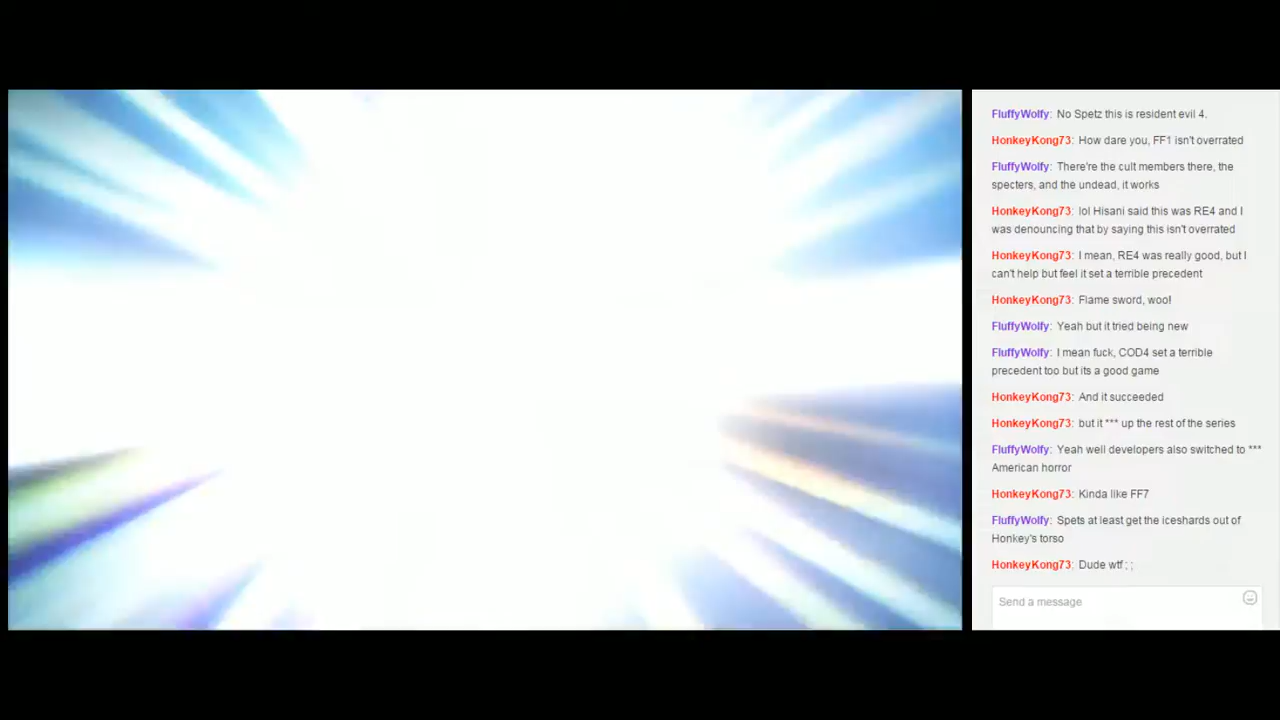 FluffyWolfy: No Spetz this is resident evil 4.
HonkeyKong73: How dare you, FF1 isn't overrated
FluffyWolfy: There're the cult members there, the
specters, and the undead, it works
HonkeyKong73: lol Hisani said this was RE4 and I
was denouncing that by saying this isn't overrated
HonkeyKong73: I mean, RE4 was really good, but I
can't help but feel it set a terrible precedent
HonkeyKong73: Flame sword, woo!
FluffyWolfy: Yeah but it tried being new
FluffyWolfy: I mean fuck, COD4 set a terrible
precedent too but its a good game
HonkeyKong73: And it succeeded
HonkeyKong73: but it *** up the rest of the series
FluffyWolfy: Yeah well developers also switched to ***
American horror
HonkeyKong73: Kinda like FF7
FluffyWolfy: Spets at least get the iceshards out of
Honkey's torso
HonkeyKong73: Dude wtf ; ;
Send a message